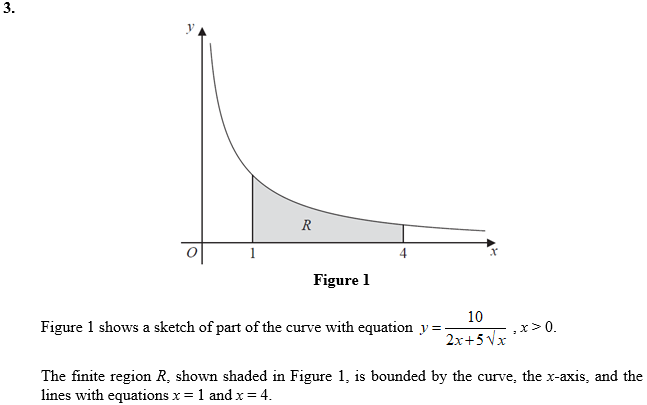 3.
y
R
O
1
4
x
Figure 1
Figure 1 shows a sketch of part of the curve with equation y = 10 / (2x+5√x) , x > 0.
The finite region R, shown shaded in Figure 1, is bounded by the curve, the x-axis, and the
lines with equations x = 1 and x = 4.